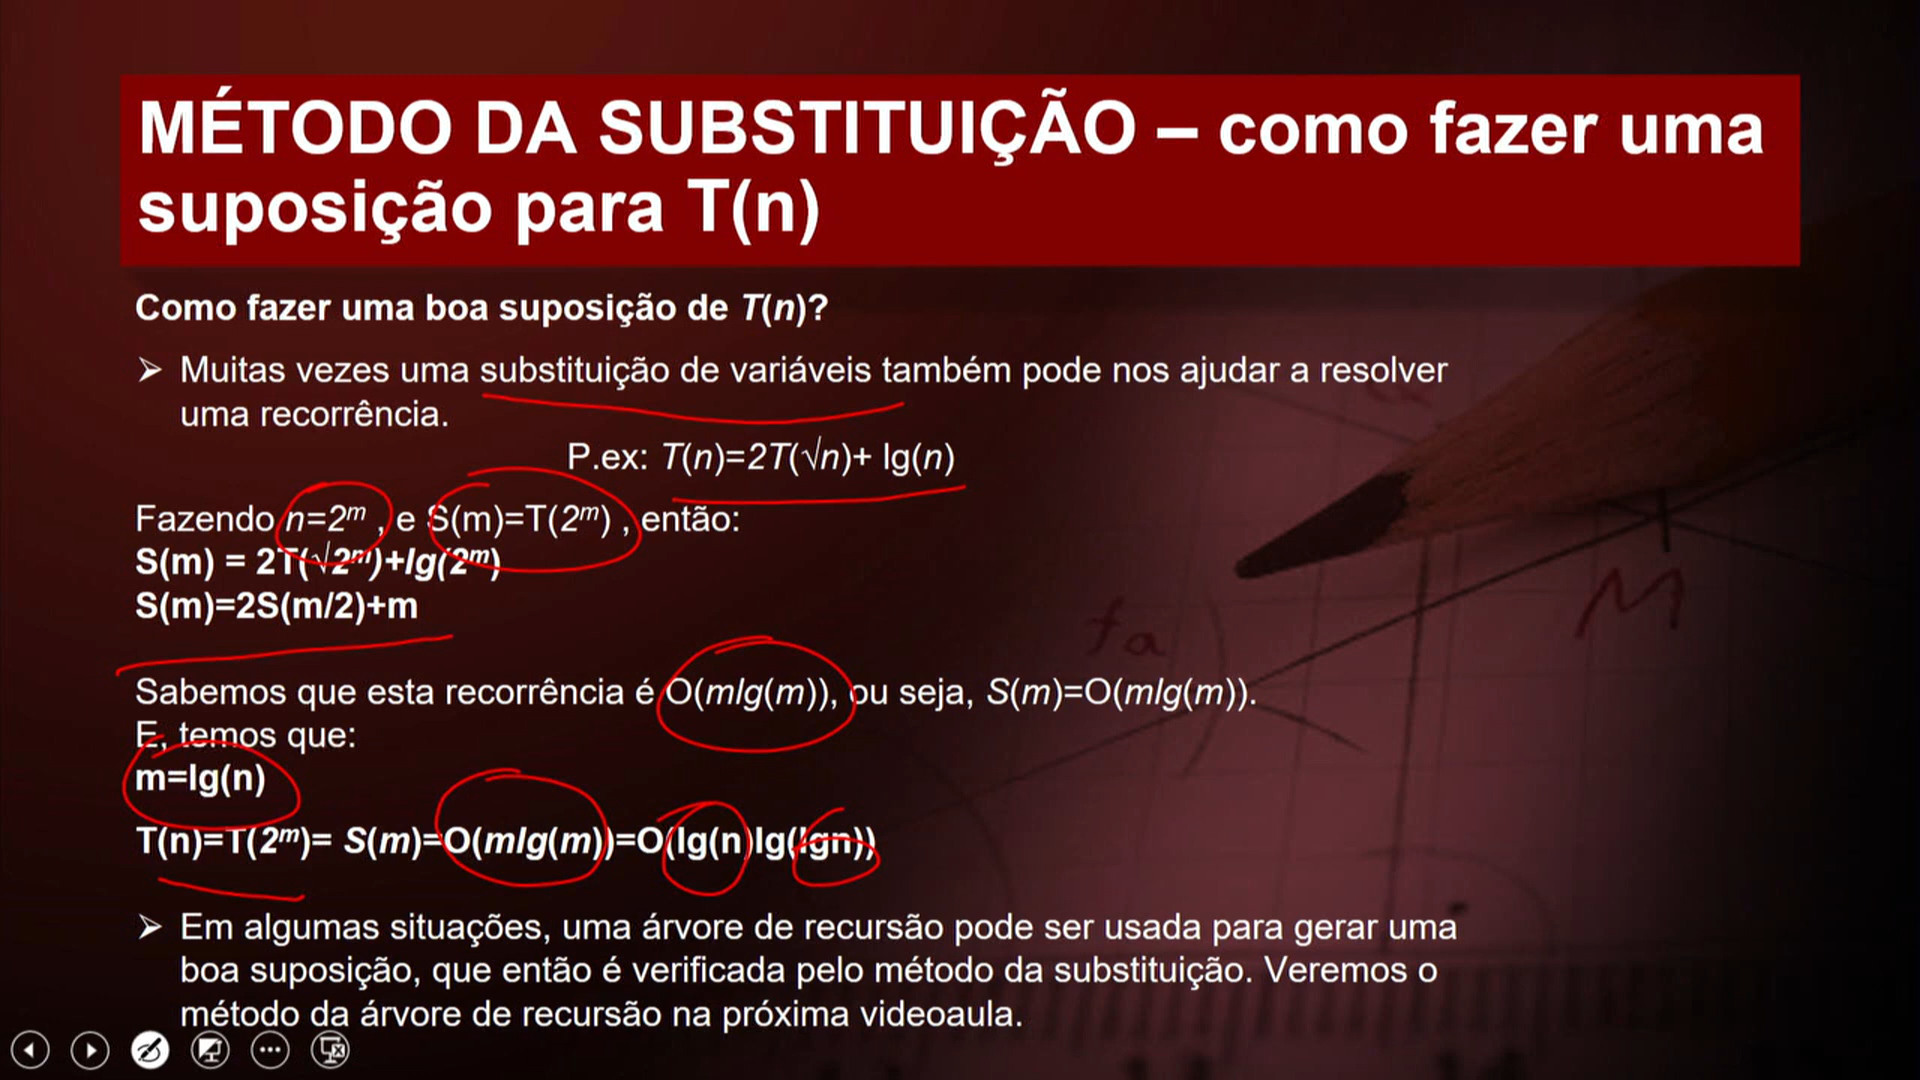 MÉTODO DA SUBSTITUIÇÃO – como fazer uma
suposição para T(n)
Como fazer uma boa suposição de T(n)?
➢ Muitas vezes uma substituição de variáveis também pode nos ajudar a resolver
uma recorrência.
P.ex: T(n)=2T(√n)+ lg(n)
Fazendo n=2ᵐ , e S(m)=T(2ᵐ) , então:
S(m) = 2T(√2ᵐ)+lg(2ᵐ)
S(m)=2S(m/2)+m
Sabemos que esta recorrência é O(mlg(m)), ou seja, S(m)=O(mlg(m)).
E, temos que:
m=lg(n)
T(n)=T(2ᵐ)= S(m)=O(mlg(m))=O(lg(n)lg(lgn))
➢ Em algumas situações, uma árvore de recursão pode ser usada para gerar uma
boa suposição, que então é verificada pelo método da substituição. Veremos o
método da árvore de recursão na próxima videoaula.
fa
M